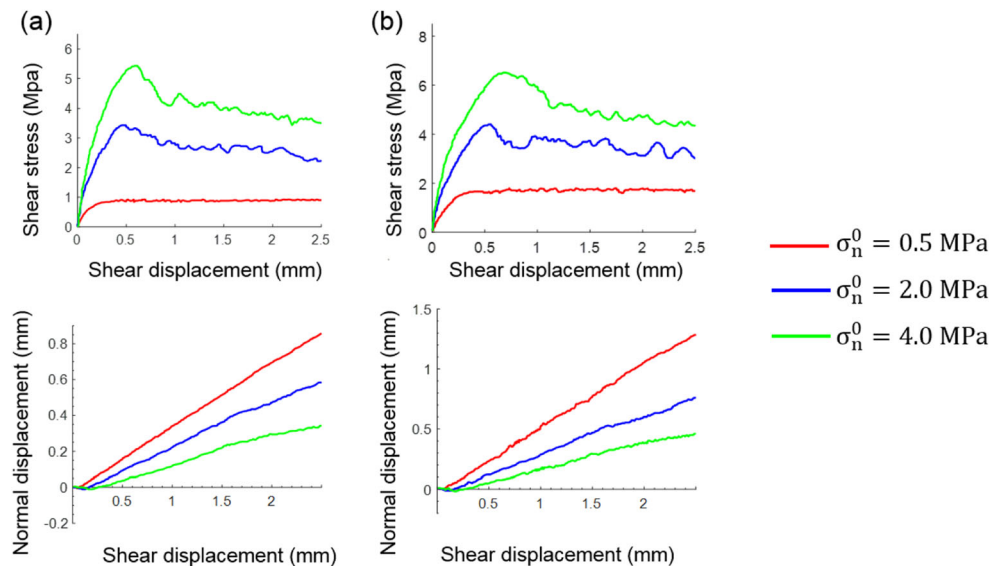 (a)
Shear stress (Mpa)
6
5
4
3
2
1
0
0 0.5 1 1.5 2 2.5
Shear displacement (mm)
(b)
Shear stress (Mpa)
8
6
4
2
0
0 0.5 1 1.5 2 2.5
Shear displacement (mm)
σₙ⁰ = 0.5 MPa
σₙ⁰ = 2.0 MPa
σₙ⁰ = 4.0 MPa
Normal displacement (mm)
0.8
0.6
0.4
0.2
0
-0.2
0.5 1 1.5 2
Shear displacement (mm)
Normal displacement (mm)
1.5
1
0.5
0
0.5 1 1.5 2
Shear displacement (mm)